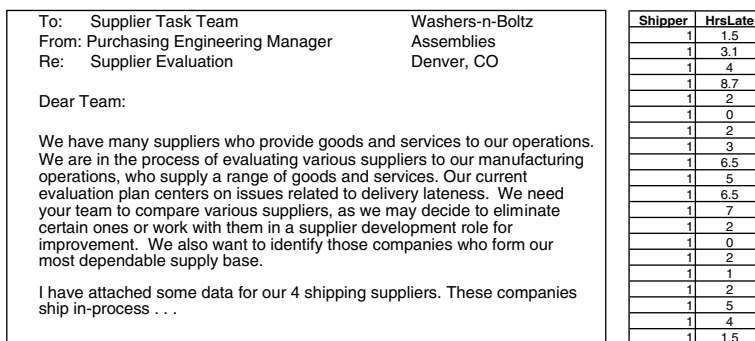 To: Supplier Task Team Washers-n-Boltz
From: Purchasing Engineering Manager Assemblies
Re: Supplier Evaluation Denver, CO
Dear Team:
We have many suppliers who provide goods and services to our operations.
We are in the process of evaluating various suppliers to our manufacturing
operations, who supply a range of goods and services. Our current
evaluation plan centers on issues related to delivery lateness. We need
your team to compare various suppliers, as we may decide to eliminate
certain ones or work with them in a supplier development role for
improvement. We also want to identify those companies who form our
most dependable supply base.
I have attached some data for our 4 shipping suppliers. These companies
ship in-process . . .
Shipper HrsLate
1 1.5
1 3.1
1 4
1 8.7
1 2
1 0
1 2
1 3
1 6.5
1 5
1 6.5
1 7
1 2
1 0
1 2
1 1
1 2
1 5
1 4
1 1.5